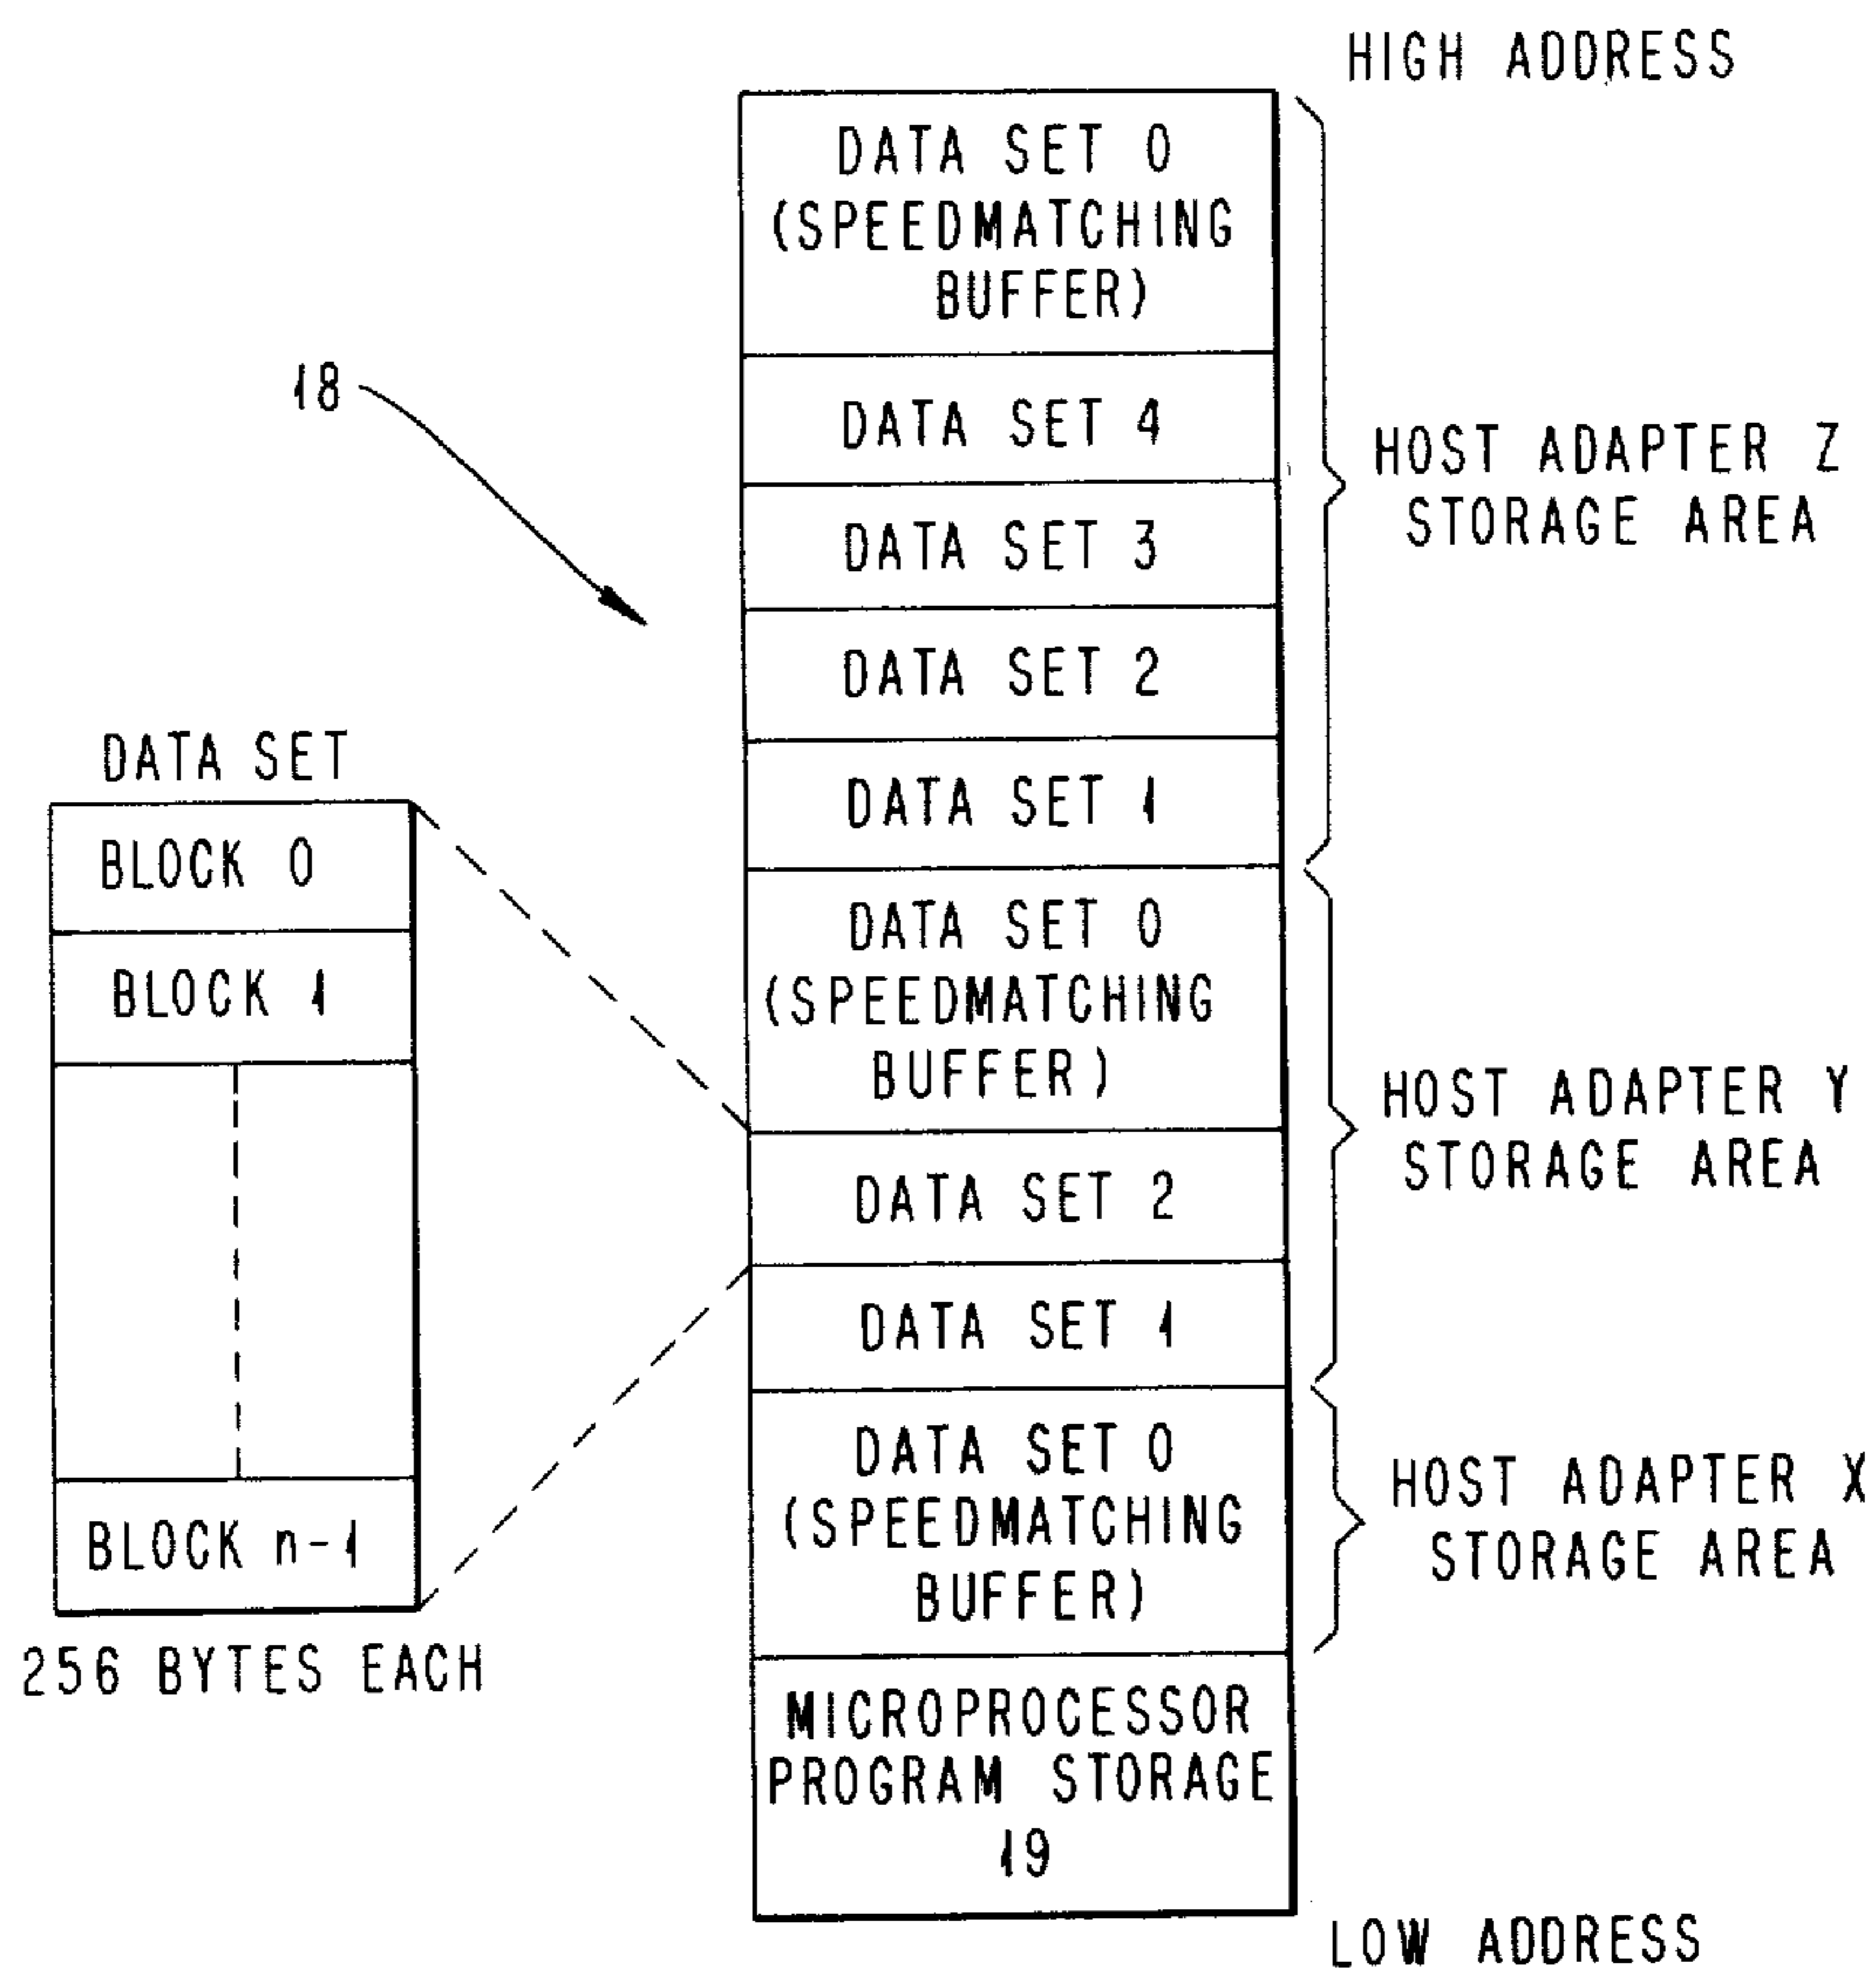 HIGH ADDRESS
DATA SET 0
(SPEEDMATCHING
BUFFER)
18
DATA SET 4
HOST ADAPTER Z
STORAGE AREA
DATA SET 3
DATA SET 2
DATA SET 1
DATA SET
BLOCK 0
BLOCK 1
BLOCK n-1
256 BYTES EACH
DATA SET 0
(SPEEDMATCHING
BUFFER)
HOST ADAPTER Y
STORAGE AREA
DATA SET 2
DATA SET 1
DATA SET 0
(SPEEDMATCHING
BUFFER)
HOST ADAPTER X
STORAGE AREA
MICROPROCESSOR
PROGRAM STORAGE
19
LOW ADDRESS